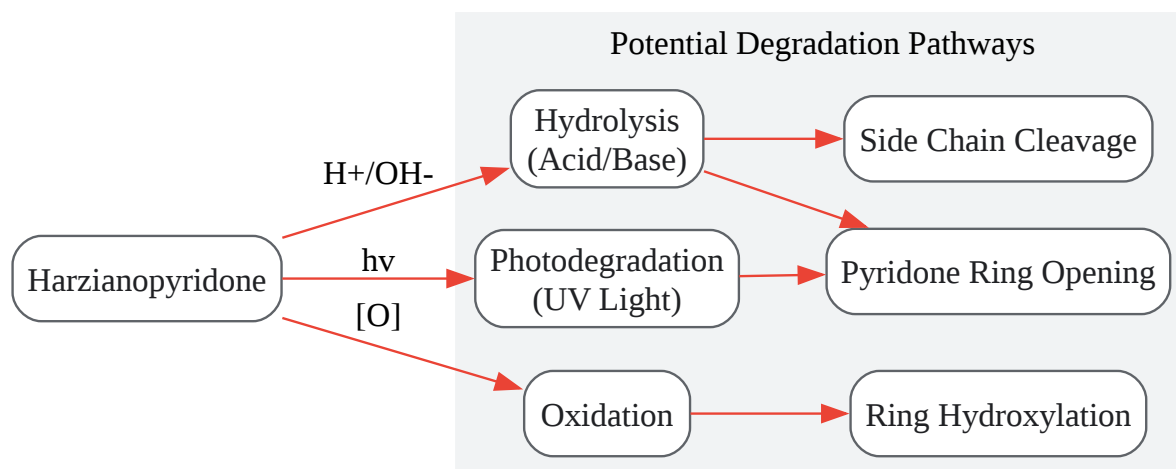 Potential Degradation Pathways
Harzianopyridone
H+/OH-
hv
[O]
Hydrolysis
(Acid/Base)
Photodegradation
(UV Light)
Oxidation
Side Chain Cleavage
Pyridone Ring Opening
Ring Hydroxylation